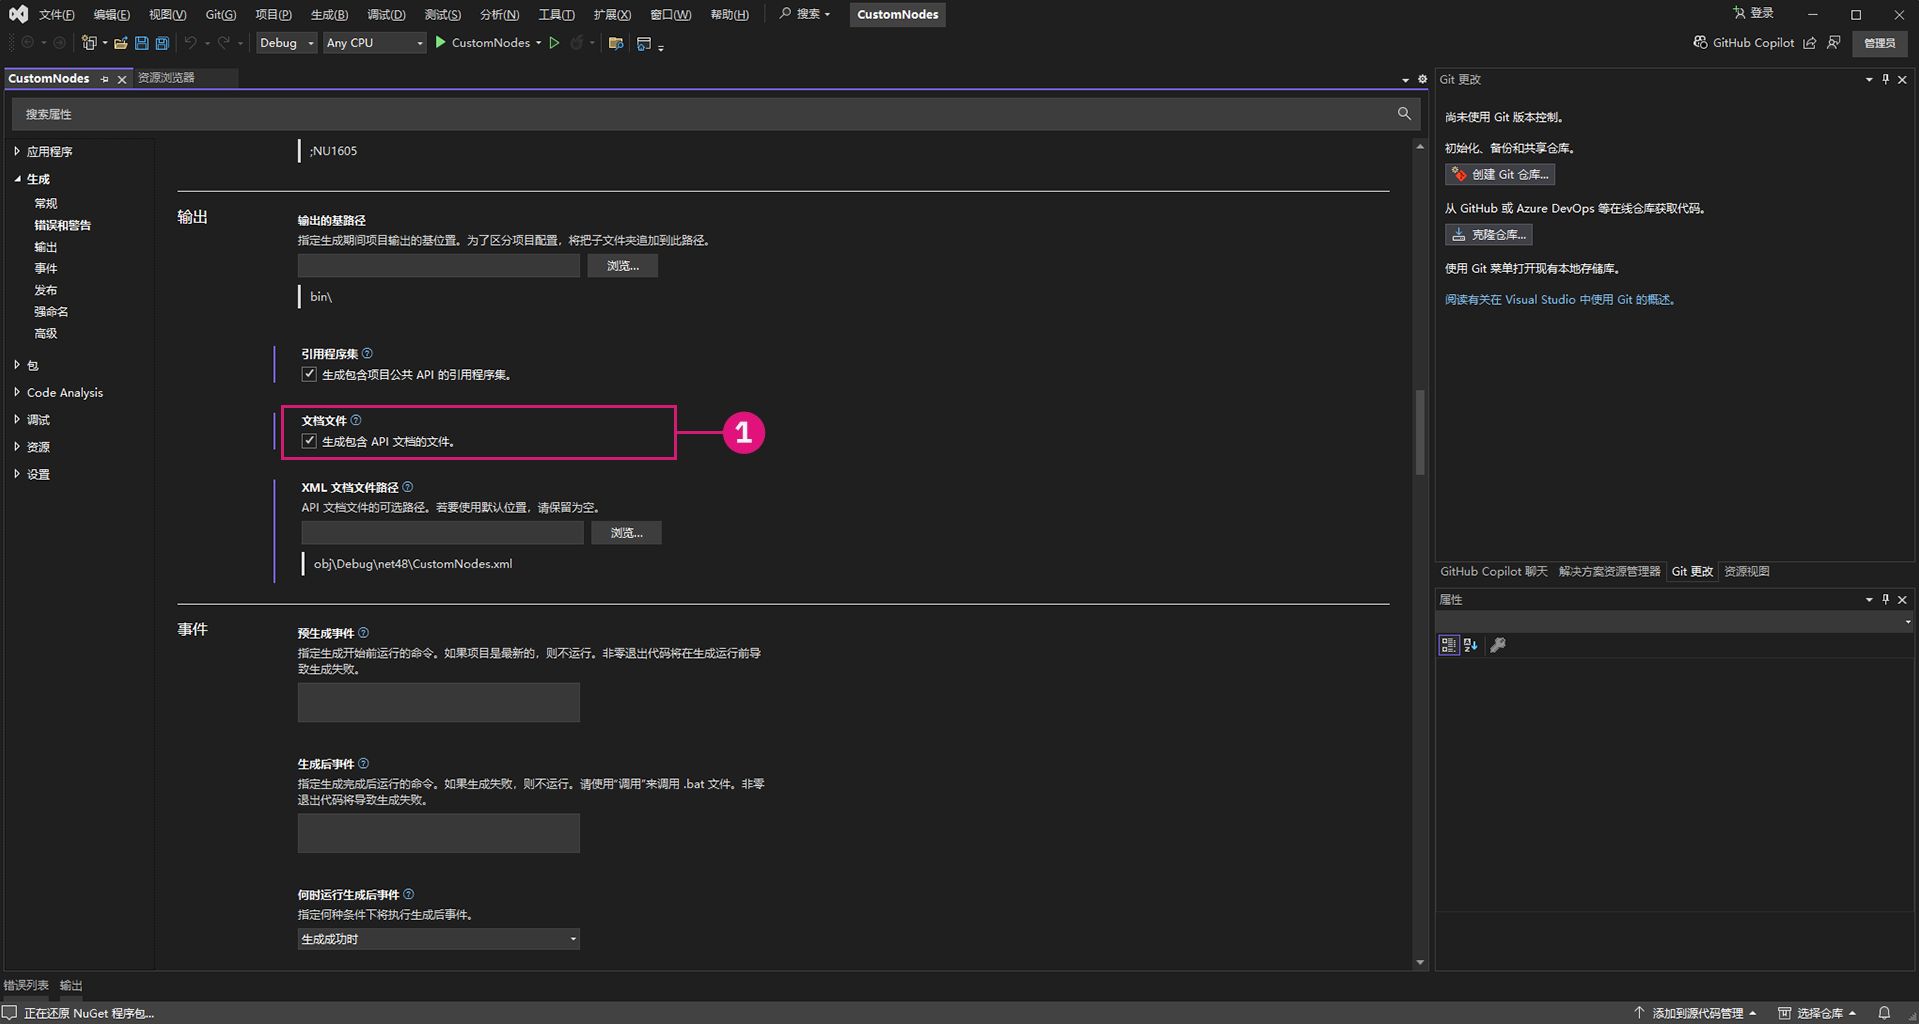 文件(F) 编辑(E) 视图(V) Git(G) 项目(P) 生成(B) 调试(D) 测试(S) 分析(N) 工具(T) 扩展(X) 窗口(W) 帮助(H) 搜索 CustomNodes 登录
Debug Any CPU CustomNodes GitHub Copilot 管理员
CustomNodes 资源浏览器
搜索属性
应用程序
生成
常规
错误和警告
输出
事件
发布
强命名
高级
包
Code Analysis
调试
资源
设置
;NU1605
输出
输出的基路径
指定生成期间项目输出的基位置。为了区分项目配置，将把子文件夹追加到此路径。
浏览...
bin\
引用程序集
生成包含项目公共 API 的引用程序集。
文档文件
生成包含 API 文档的文件。
1
XML 文档文件路径
API 文档文件的可选路径。若要使用默认位置，请保留为空。
浏览...
obj\Debug\net48\CustomNodes.xml
事件
预生成事件
指定生成开始前运行的命令。如果项目是最新的，则不运行。非零退出代码将在生成运行前导
致生成失败。
生成后事件
指定生成完成后运行的命令。如果生成失败，则不运行。请使用“调用”来调用 .bat 文件。非零
退出代码将导致生成失败。
何时运行生成后事件
指定何种条件下将执行生成后事件。
生成成功时
Git 更改
尚未使用 Git 版本控制。
初始化、备份和共享仓库。
创建 Git 仓库...
从 GitHub 或 Azure DevOps 等在线仓库获取代码。
克隆仓库...
使用 Git 菜单打开现有本地存储库。
阅读有关在 Visual Studio 中使用 Git 的概述。
GitHub Copilot 聊天 解决方案资源管理器 Git 更改 资源视图
属性
错误列表 输出
正在还原 NuGet 程序包... 添加到源代码管理 选择仓库